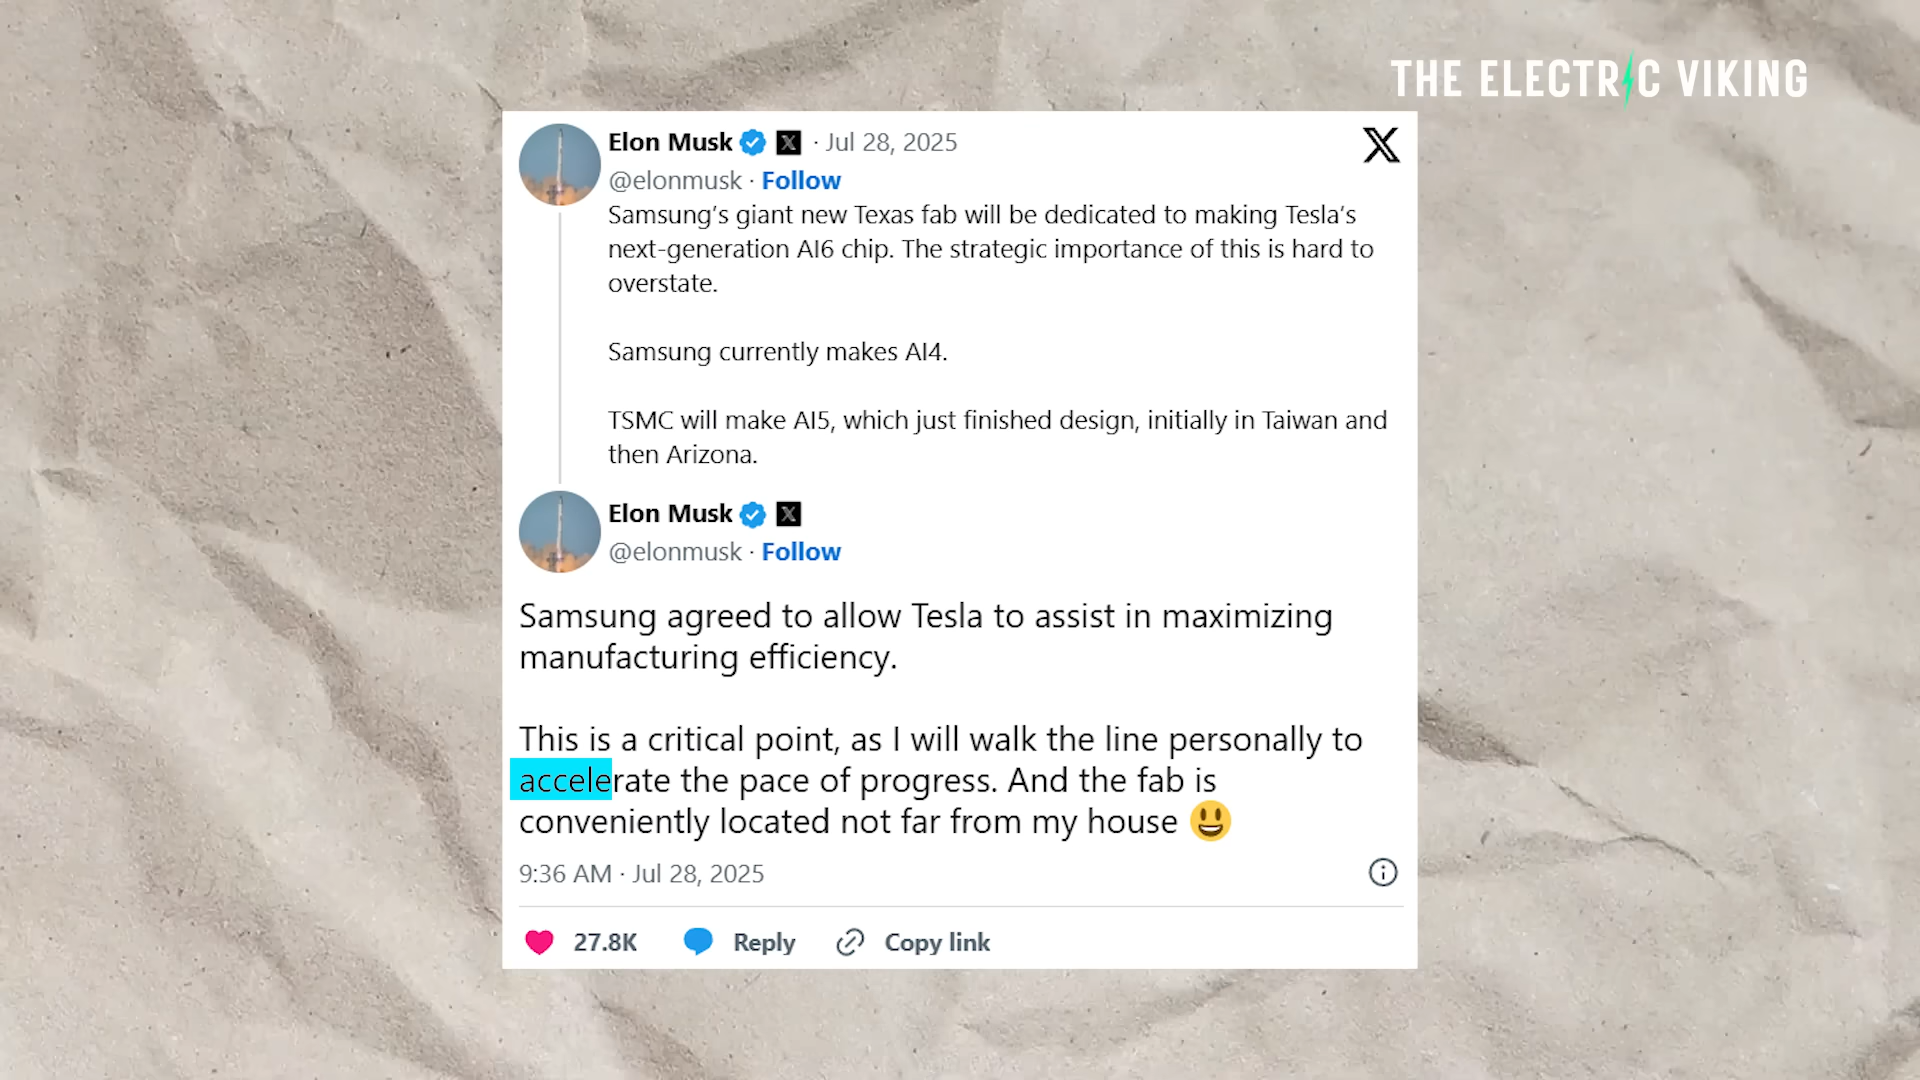 THE ELECTRIC VIKING
Elon Musk X · Jul 28, 2025
@elonmusk · Follow
Samsung’s giant new Texas fab will be dedicated to making Tesla’s
next-generation AI6 chip. The strategic importance of this is hard to
overstate.
Samsung currently makes AI4.
TSMC will make AI5, which just finished design, initially in Taiwan and
then Arizona.
Elon Musk X
@elonmusk · Follow
Samsung agreed to allow Tesla to assist in maximizing
manufacturing efficiency.
This is a critical point, as I will walk the line personally to
accelerate the pace of progress. And the fab is
conveniently located not far from my house 😃
9:36 AM · Jul 28, 2025
27.8K Reply Copy link